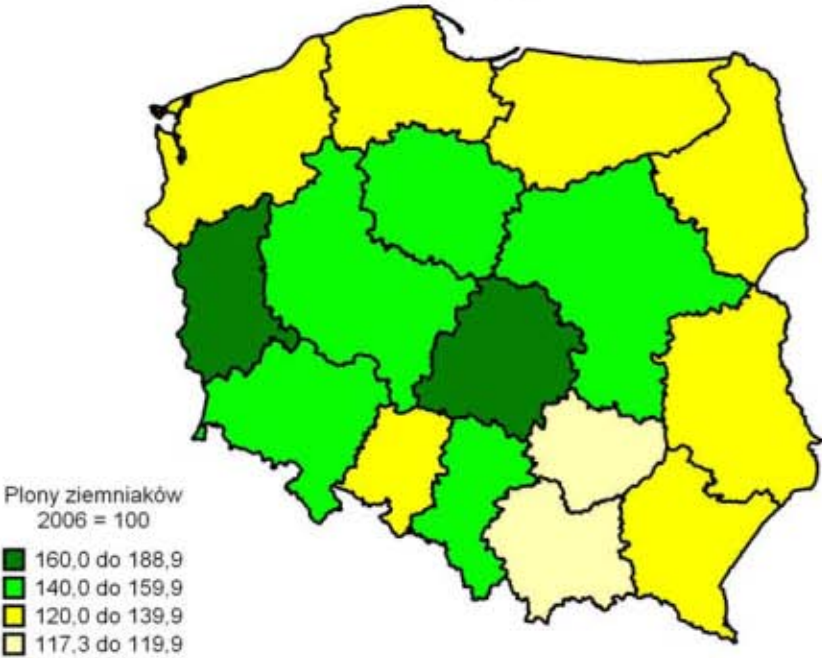 Plony ziemniaków
2006 = 100
160,0 do 188,9
140,0 do 159,9
120,0 do 139,9
117,3 do 119,9